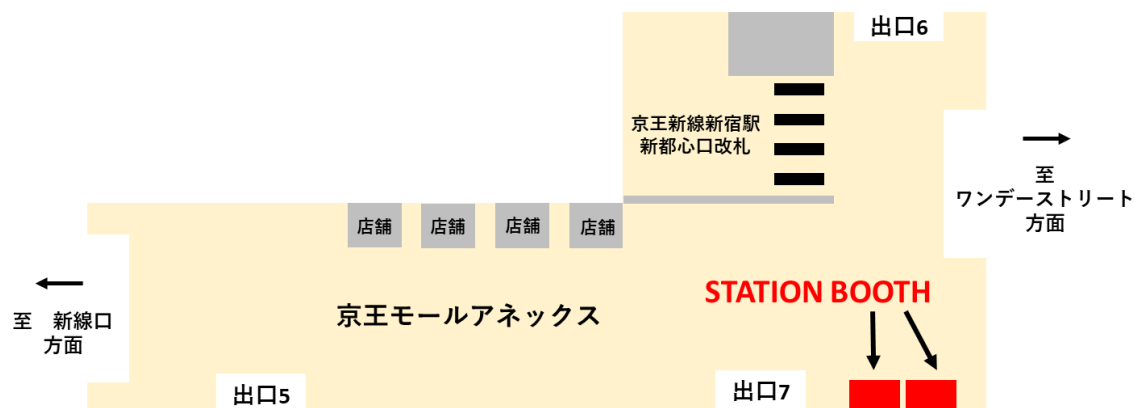 出口6
京王新線新宿駅
新都心口改札
至
ワンデーストリート
方面
店舗
店舗
店舗
店舗
STATION BOOTH
京王モールアネックス
至　新線口
方面
出口5
出口7